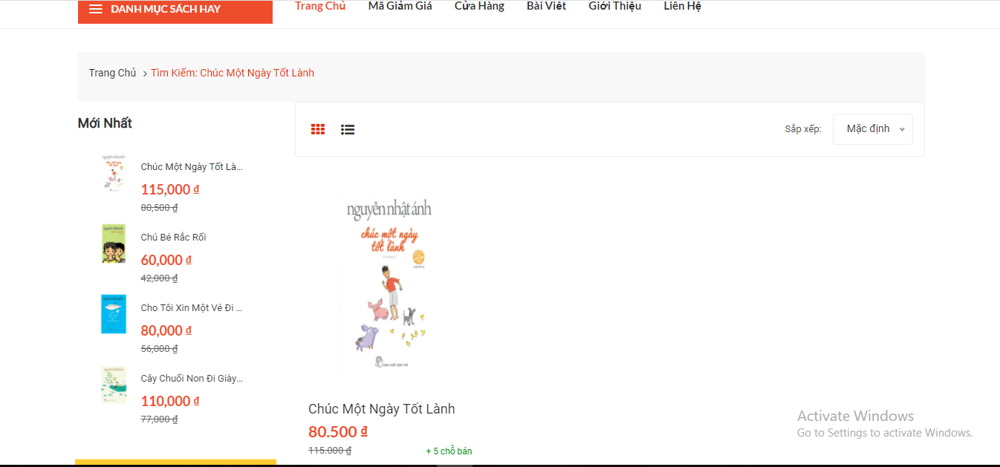 DANH MỤC SÁCH HAY
Trang Chủ Mã Giảm Giá Cửa Hàng Bài Viết Giới Thiệu Liên Hệ
Trang Chủ > Tìm Kiếm: Chúc Một Ngày Tốt Lành
Mới Nhất
Sắp xếp: Mặc định
Chúc Một Ngày Tốt Là...
115,000 ₫
80,500 ₫
Chú Bé Rắc Rối
60,000 ₫
42,000 ₫
Cho Tôi Xin Một Vé Đi ...
80,000 ₫
56,000 ₫
Cây Chuối Non Đi Giày...
110,000 ₫
77,000 ₫
nguyễn nhật ánh
chúc một ngày
tốt lành
Chúc Một Ngày Tốt Lành
80.500 ₫
115.000 ₫
+ 5 chỗ bán
Activate Windows
Go to Settings to activate Windows.